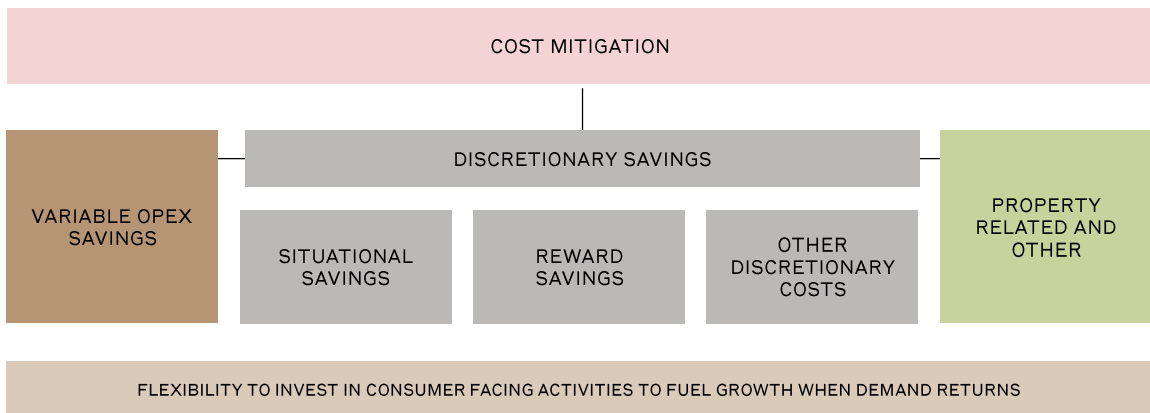 COST MITIGATION
DISCRETIONARY SAVINGS
VARIABLE OPEX
SAVINGS
SITUATIONAL
SAVINGS
REWARD
SAVINGS
OTHER
DISCRETIONARY
COSTS
PROPERTY
RELATED AND
OTHER
FLEXIBILITY TO INVEST IN CONSUMER FACING ACTIVITIES TO FUEL GROWTH WHEN DEMAND RETURNS